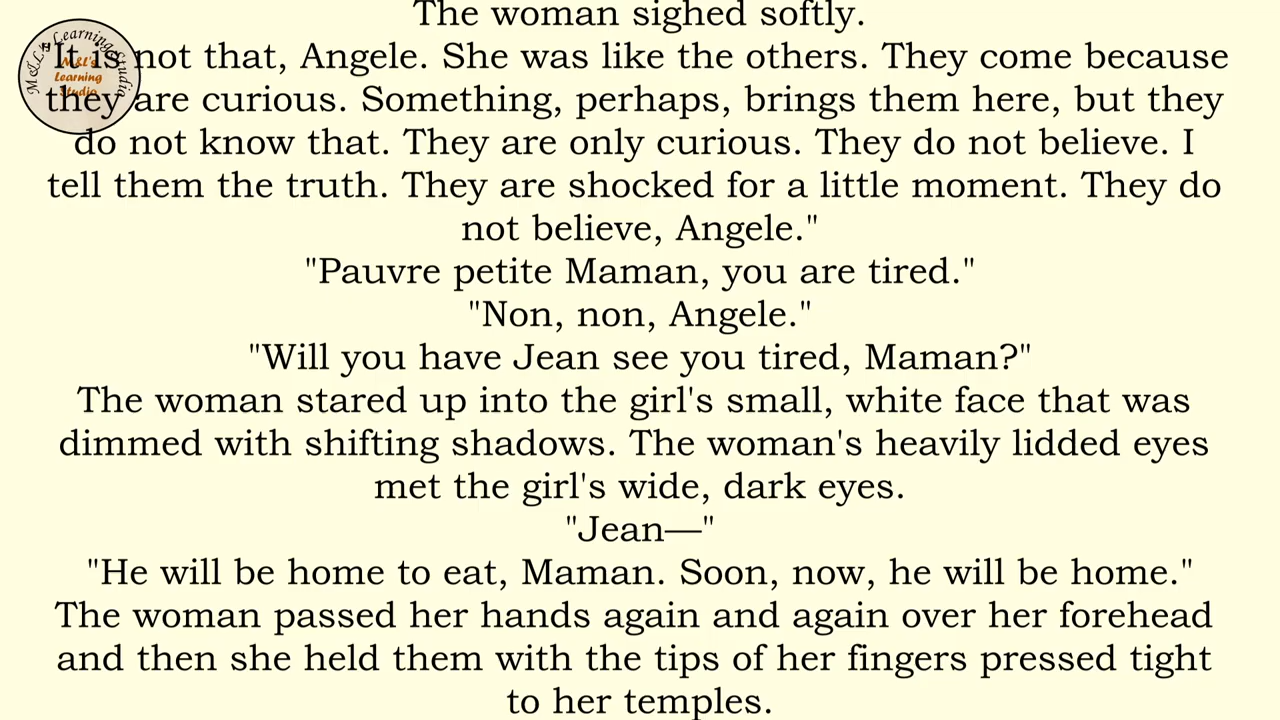 The woman sighed softly.
"It is not that, Angele. She was like the others. They come because
they are curious. Something, perhaps, brings them here, but they
do not know that. They are only curious. They do not believe. I
tell them the truth. They are shocked for a little moment. They do
not believe, Angele."
"Pauvre petite Maman, you are tired."
"Non, non, Angele."
"Will you have Jean see you tired, Maman?"
The woman stared up into the girl's small, white face that was
dimmed with shifting shadows. The woman's heavily lidded eyes
met the girl's wide, dark eyes.
"Jean—"
"He will be home to eat, Maman. Soon, now, he will be home."
The woman passed her hands again and again over her forehead
and then she held them with the tips of her fingers pressed tight
to her temples.
M&L's Learning Studio
M&L's
Learning
Studio